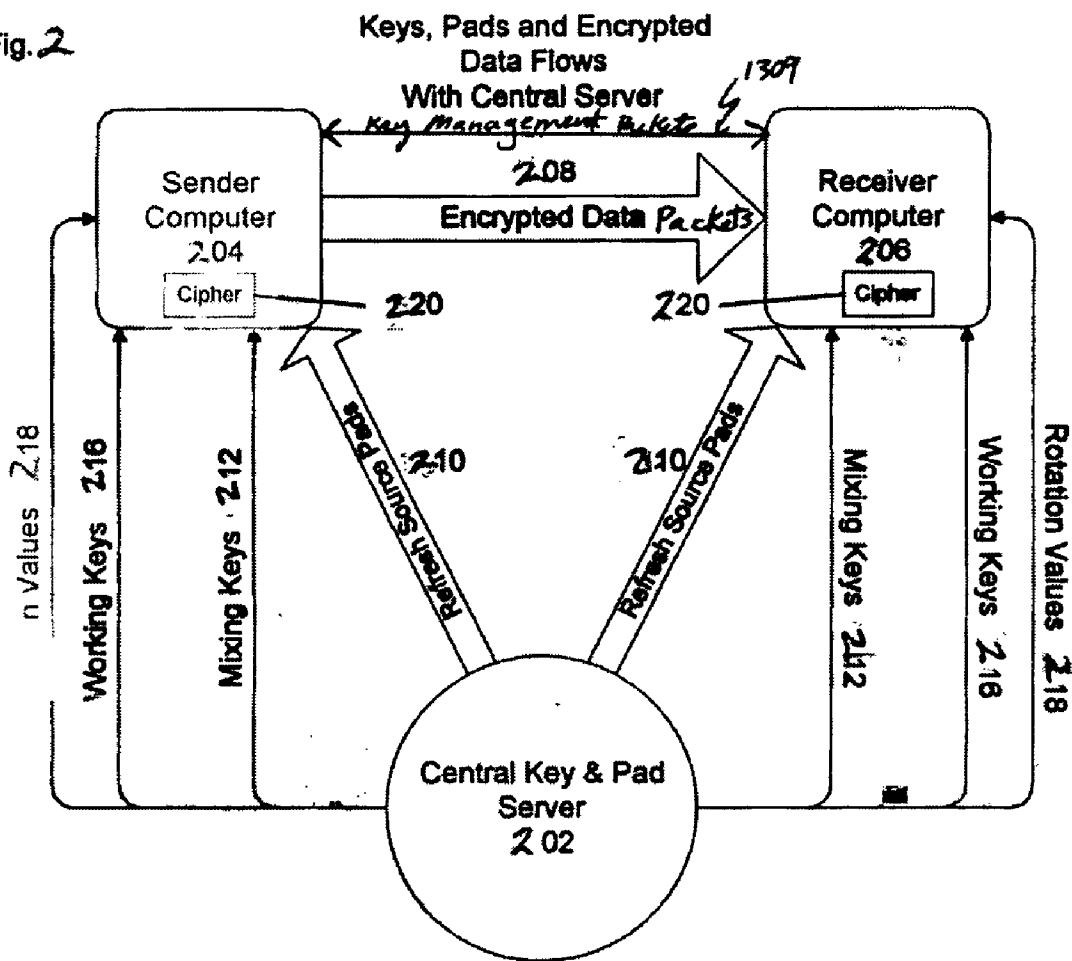 Fig. 2
Keys, Pads and Encrypted
Data Flows
With Central Server
1309
Key Management Packets
Sender
Computer
204
Cipher
208
Encrypted Data Packets
Receiver
Computer
206
Cipher
220
220
n Values 218
Working Keys 216
Mixing Keys 212
Refresh Source Pads
210
210
Refresh Source Pads
Mixing Keys 212
Working Keys 216
Rotation Values 218
Central Key & Pad
Server
202